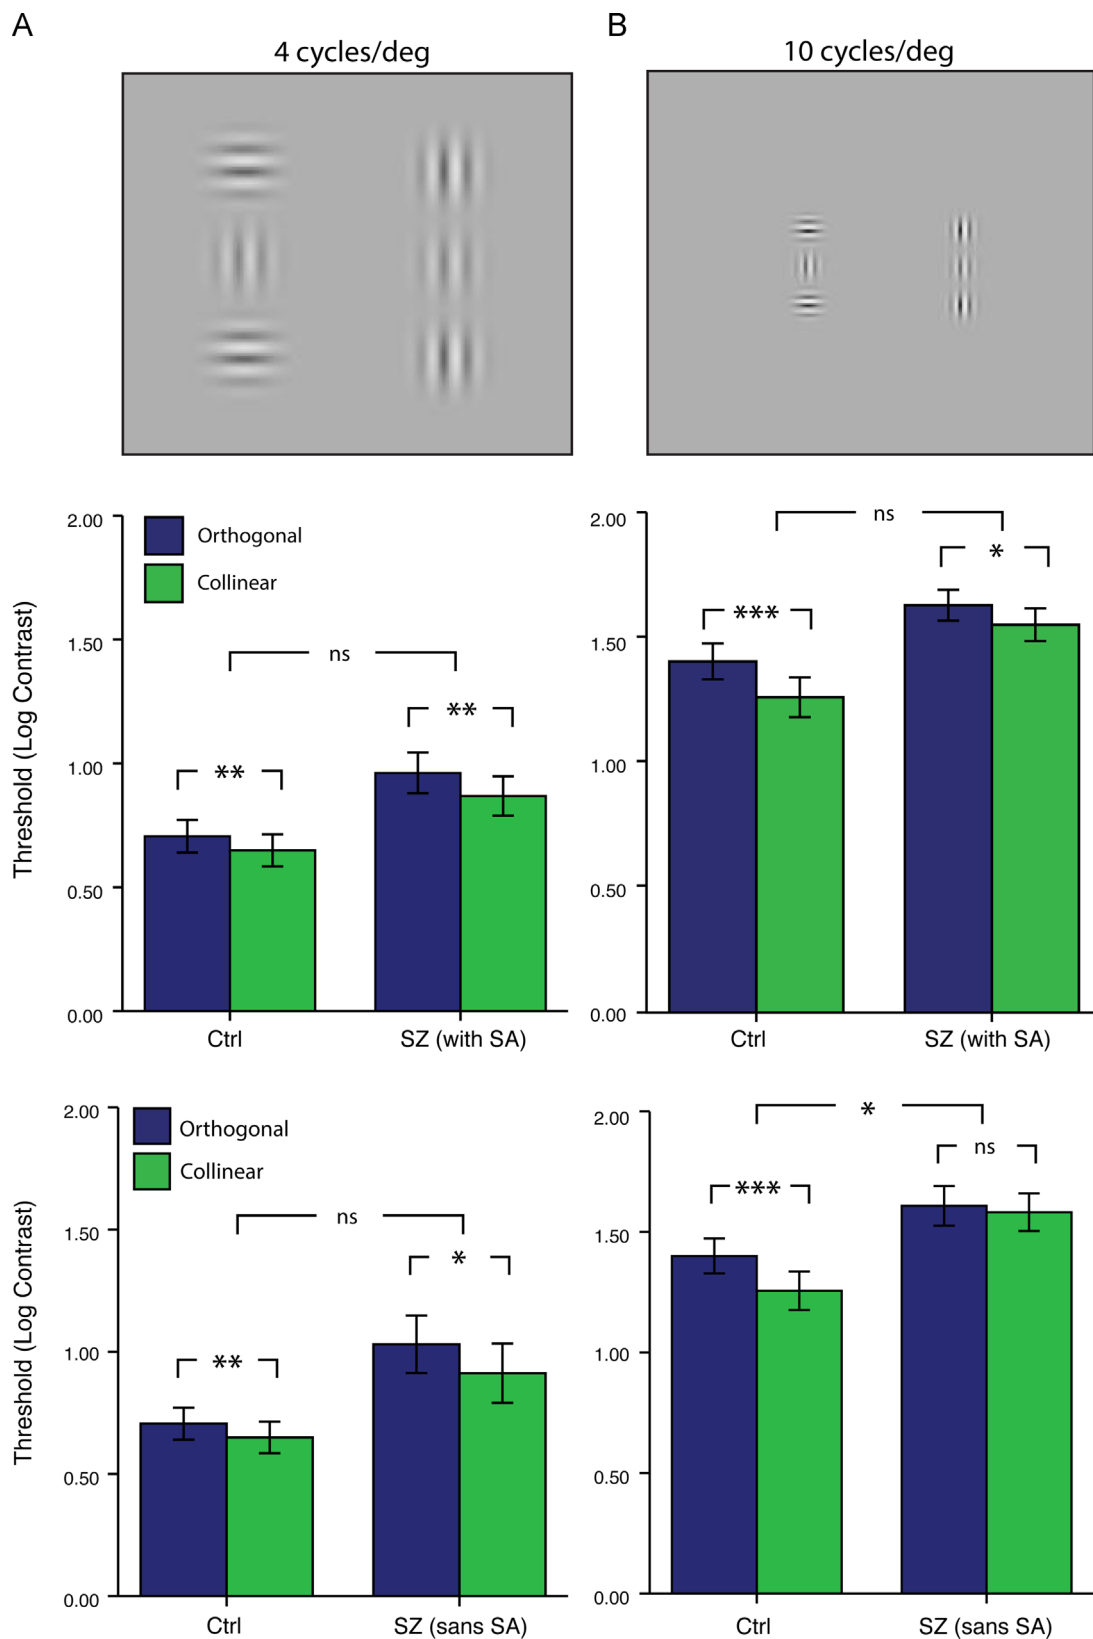 A
B
4 cycles/deg
10 cycles/deg
Threshold (Log Contrast)
2.00
1.50
1.00
0.50
0.00
Orthogonal
Collinear
ns
**
**
Ctrl
SZ (with SA)
2.00
1.50
1.00
0.50
0.00
ns
*
***
Ctrl
SZ (with SA)
Threshold (Log Contrast)
2.00
1.50
1.00
0.50
0.00
Orthogonal
Collinear
ns
*
**
Ctrl
SZ (sans SA)
2.00
1.50
1.00
0.50
0.00
*
ns
***
Ctrl
SZ (sans SA)